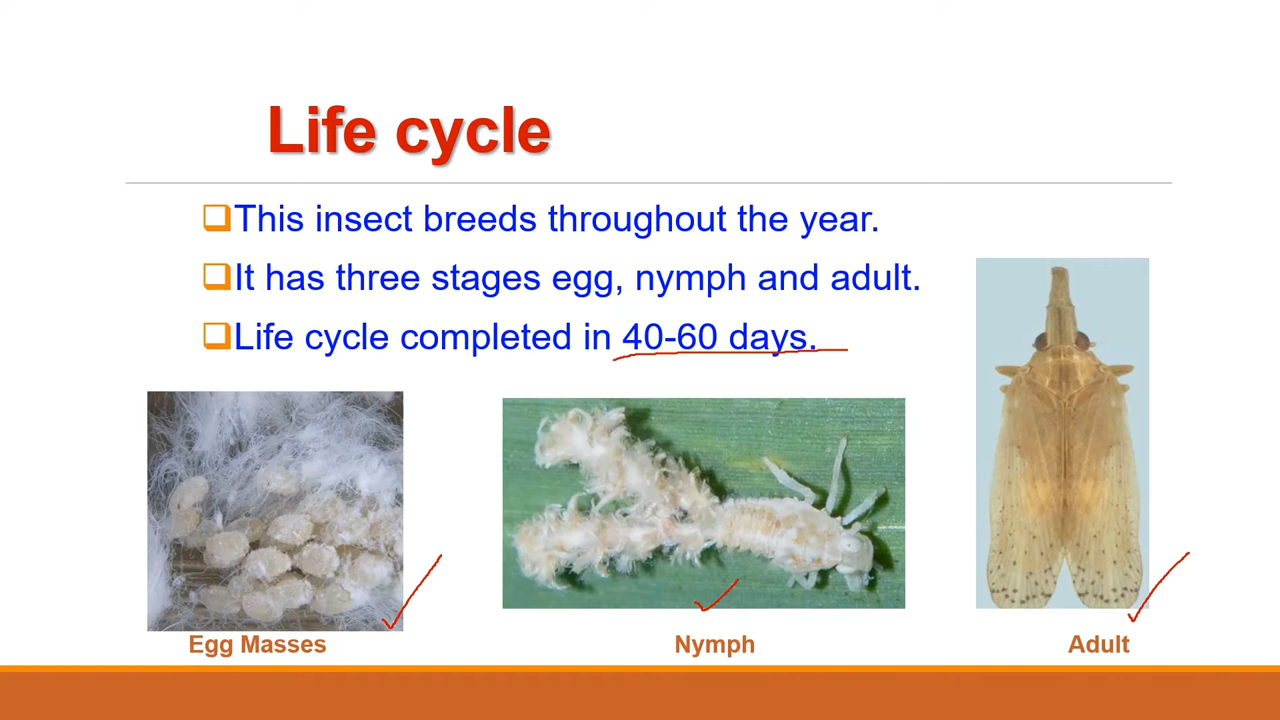 Life cycle
This insect breeds throughout the year.
It has three stages egg, nymph and adult.
Life cycle completed in 40-60 days.
Egg Masses
Nymph
Adult